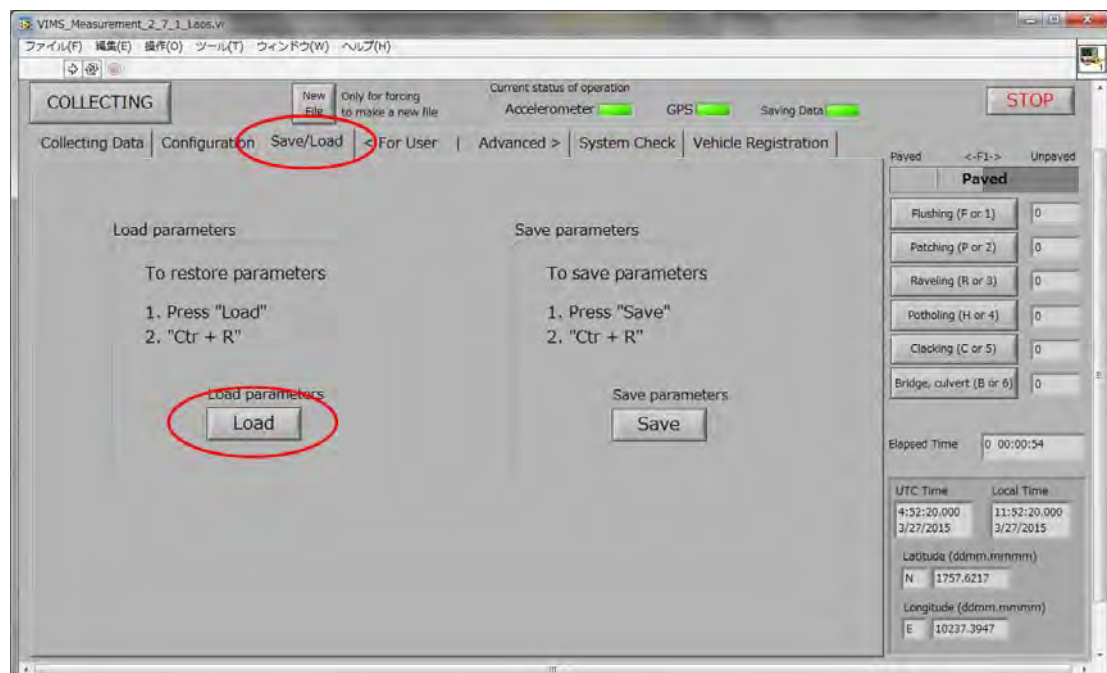 VIMS_Measurement_2_7_1_Laos.vi
ファイル(F) 編集(E) 操作(O) ツール(T) ウィンドウ(W) ヘルプ(H)
COLLECTING
New File
Only for forcing
to make a new file
Current status of operation
Accelerometer GPS Saving Data
STOP
Collecting Data Configuration Save/Load < For User | Advanced > System Check Vehicle Registration
Load parameters
To restore parameters
1. Press "Load"
2. "Ctr + R"
Load parameters
Load
Save parameters
To save parameters
1. Press "Save"
2. "Ctr + R"
Save parameters
Save
Paved <-F1-> Unpaved
Paved
Flushing (F or 1) 0
Patching (P or 2) 0
Raveling (R or 3) 0
Potholing (H or 4) 0
Clacking (C or 5) 0
Bridge, culvert (B or 6) 0
Elapsed Time 0 00:00:54
UTC Time Local Time
4:52:20.000 11:52:20.000
3/27/2015 3/27/2015
Latitude (ddmm.mmmm)
N 1757.6217
Longitude (ddmm.mmmm)
E 10237.3947